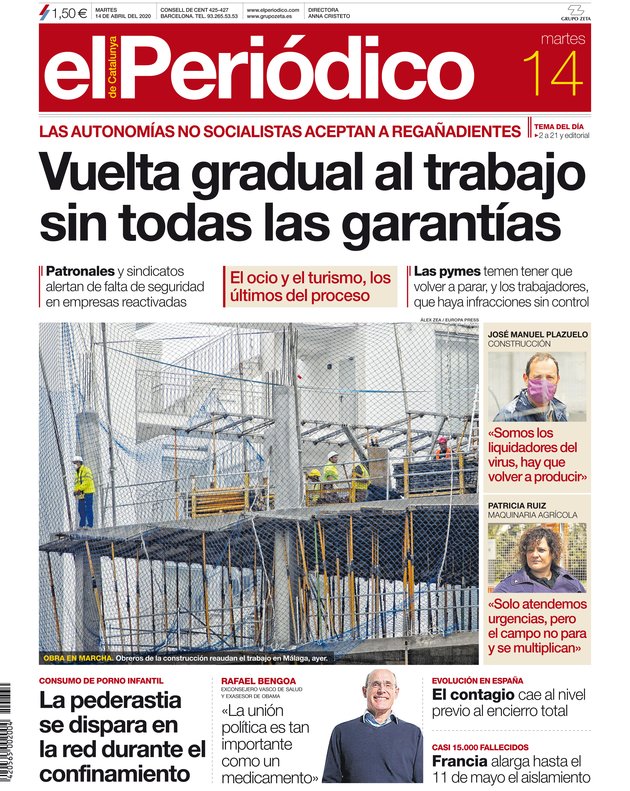 1,50 €
MARTES
14 DE ABRIL DEL 2020
CONSELL DE CENT 425-427
BARCELONA. TEL. 93.265.53.53
www.elperiodico.com
www.grupozeta.es
DIRECTORA
ANNA CRISTETO
GRUPO ZETA
el Periódico
de Catalunya
martes
14
LAS AUTONOMÍAS NO SOCIALISTAS ACEPTAN A REGAÑADIENTES
TEMA DEL DÍA
▸2 a 21 y editorial
Vuelta gradual al trabajo
sin todas las garantías
Patronales y sindicatos
alertan de falta de seguridad
en empresas reactivadas
El ocio y el turismo, los
últimos del proceso
Las pymes temen tener que
volver a parar, y los trabajadores,
que haya infracciones sin control
ÁLEX ZEA / EUROPA PRESS
OBRA EN MARCHA. Obreros de la construcción reaudan el trabajo en Málaga, ayer.
JOSÉ MANUEL PLAZUELO
CONSTRUCCIÓN
«Somos los
liquidadores del
virus, hay que
volver a producir»
PATRICIA RUIZ
MAQUINARIA AGRÍCOLA
«Solo atendemos
urgencias, pero
el campo no para
y se multiplican»
CONSUMO DE PORNO INFANTIL
La pederastia
se dispara en
la red durante el
confinamiento
RAFAEL BENGOA
EXCONSEJERO VASCO DE SALUD
Y EXASESOR DE OBAMA
«La unión
política es tan
importante
como un
medicamento»
EVOLUCIÓN EN ESPAÑA
El contagio cae al nivel
previo al encierro total
CASI 15.000 FALLECIDOS
Francia alarga hasta el
11 de mayo el aislamiento